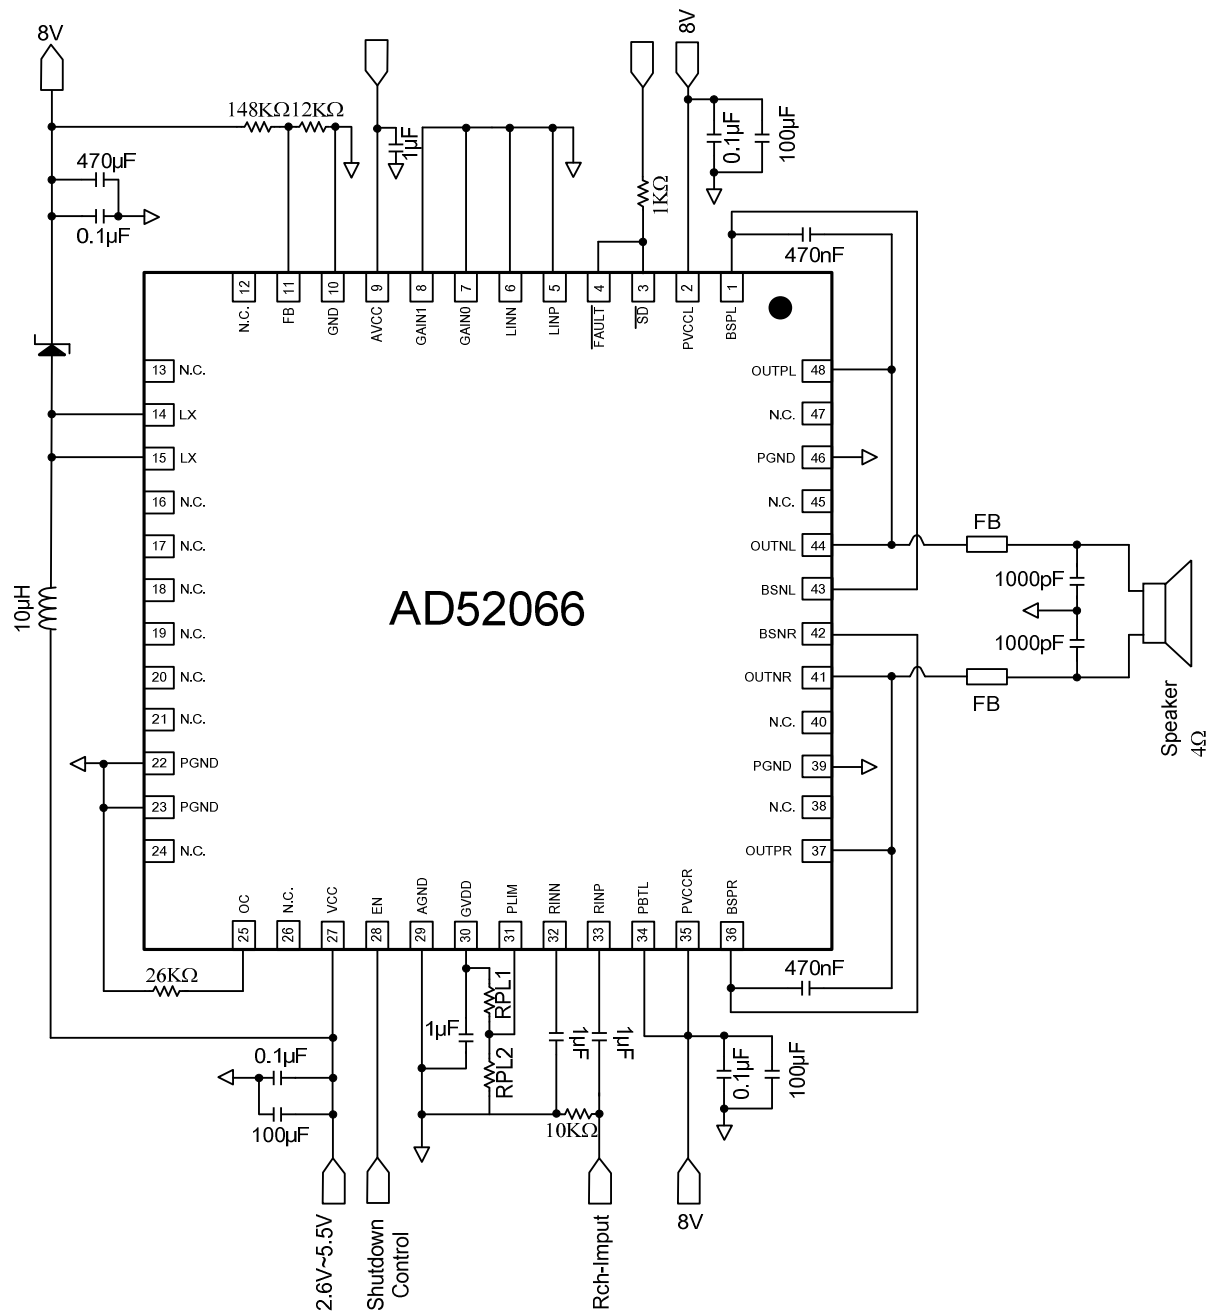 8V
8V
148KΩ12KΩ
1µF
0.1µF
100µF
470µF
0.1µF
1KΩ
470nF
12
11
10
9
8
7
6
5
4
3
2
1
N.C.
FB
GND
AVCC
GAIN1
GAIN0
LINN
LINP
FAULT
SD
PVCCL
BSPL
13 N.C.
14 LX
15 LX
16 N.C.
17 N.C.
18 N.C.
19 N.C.
20 N.C.
21 N.C.
22 PGND
23 PGND
24 N.C.
10µH
AD52066
OUTPL 48
N.C. 47
PGND 46
N.C. 45
OUTNL 44
BSNL 43
BSNR 42
OUTNR 41
N.C. 40
PGND 39
N.C. 38
OUTPR 37
FB
1000pF
1000pF
FB
Speaker
4Ω
OC
N.C.
VCC
EN
AGND
GVDD
PLIM
RINN
RINP
PBTL
PVCCR
BSPR
25
26
27
28
29
30
31
32
33
34
35
36
26KΩ
470nF
RPL1
1µF
1µF
1µF
RPL2
0.1µF
100µF
0.1µF
100µF
10KΩ
2.6V~5.5V
Shutdown
Control
Rch-Imput
8V